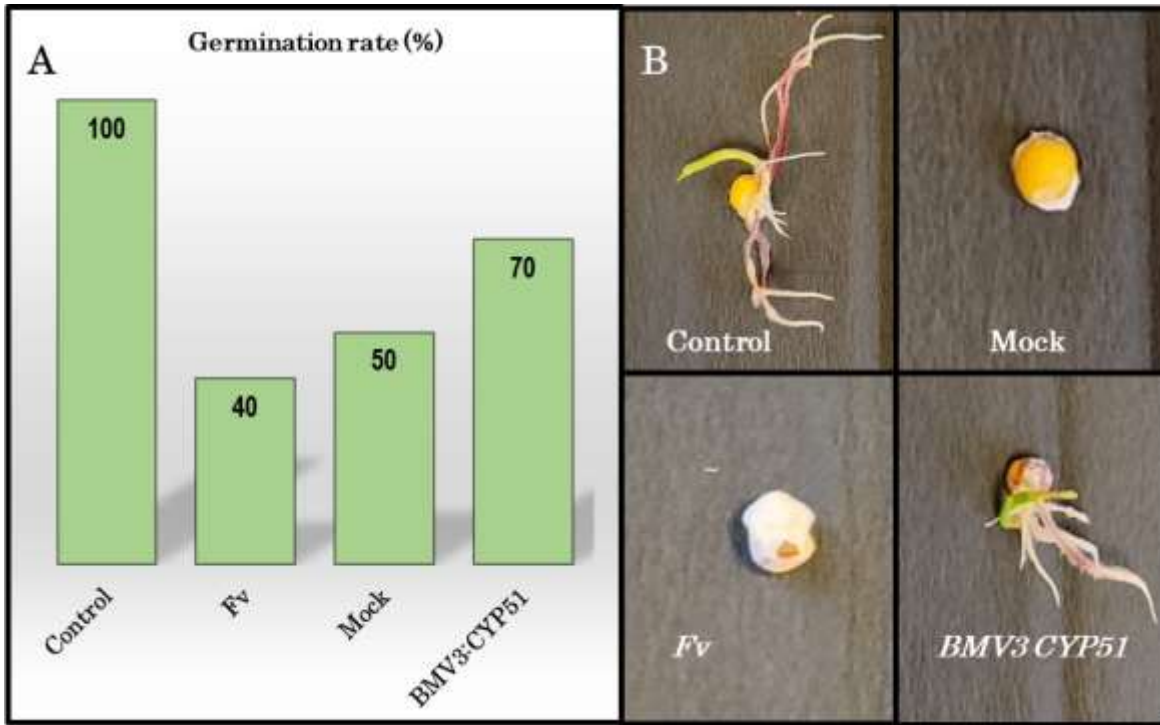 A
Germination rate (%)
100
40
50
70
Control
Fv
Mock
BMV3:CYP51
B
Control
Mock
Fv
BMV3 CYP51